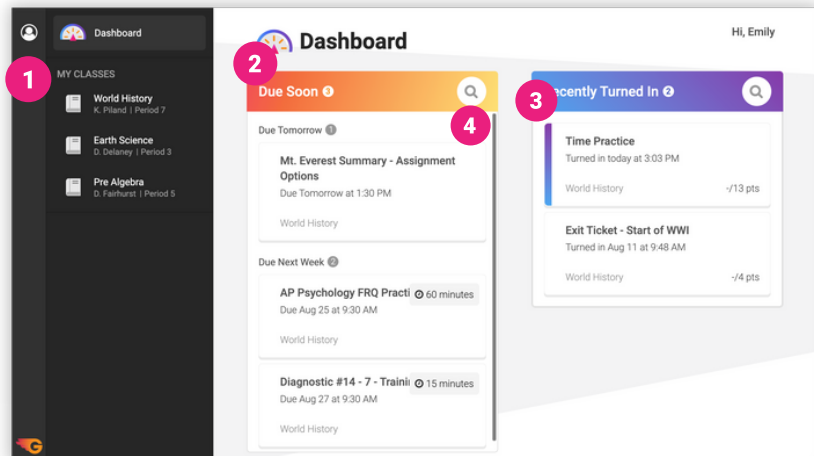 Dashboard
MY CLASSES
World History
K. Piland | Period 7
Earth Science
D. Delaney | Period 3
Pre Algebra
D. Fairhurst | Period 5
1
Dashboard
Hi, Emily
2
Due Soon 3
4
Due Tomorrow 1
Mt. Everest Summary - Assignment
Options
Due Tomorrow at 1:30 PM
World History
Due Next Week 2
AP Psychology FRQ Practi
60 minutes
Due Aug 25 at 9:30 AM
World History
Diagnostic #14 - 7 - Trainin
15 minutes
Due Aug 27 at 9:30 AM
World History
3
ecently Turned In 2
Time Practice
Turned in today at 3:03 PM
World History
-/13 pts
Exit Ticket - Start of WWI
Turned in Aug 11 at 9:48 AM
World History
-/4 pts
G